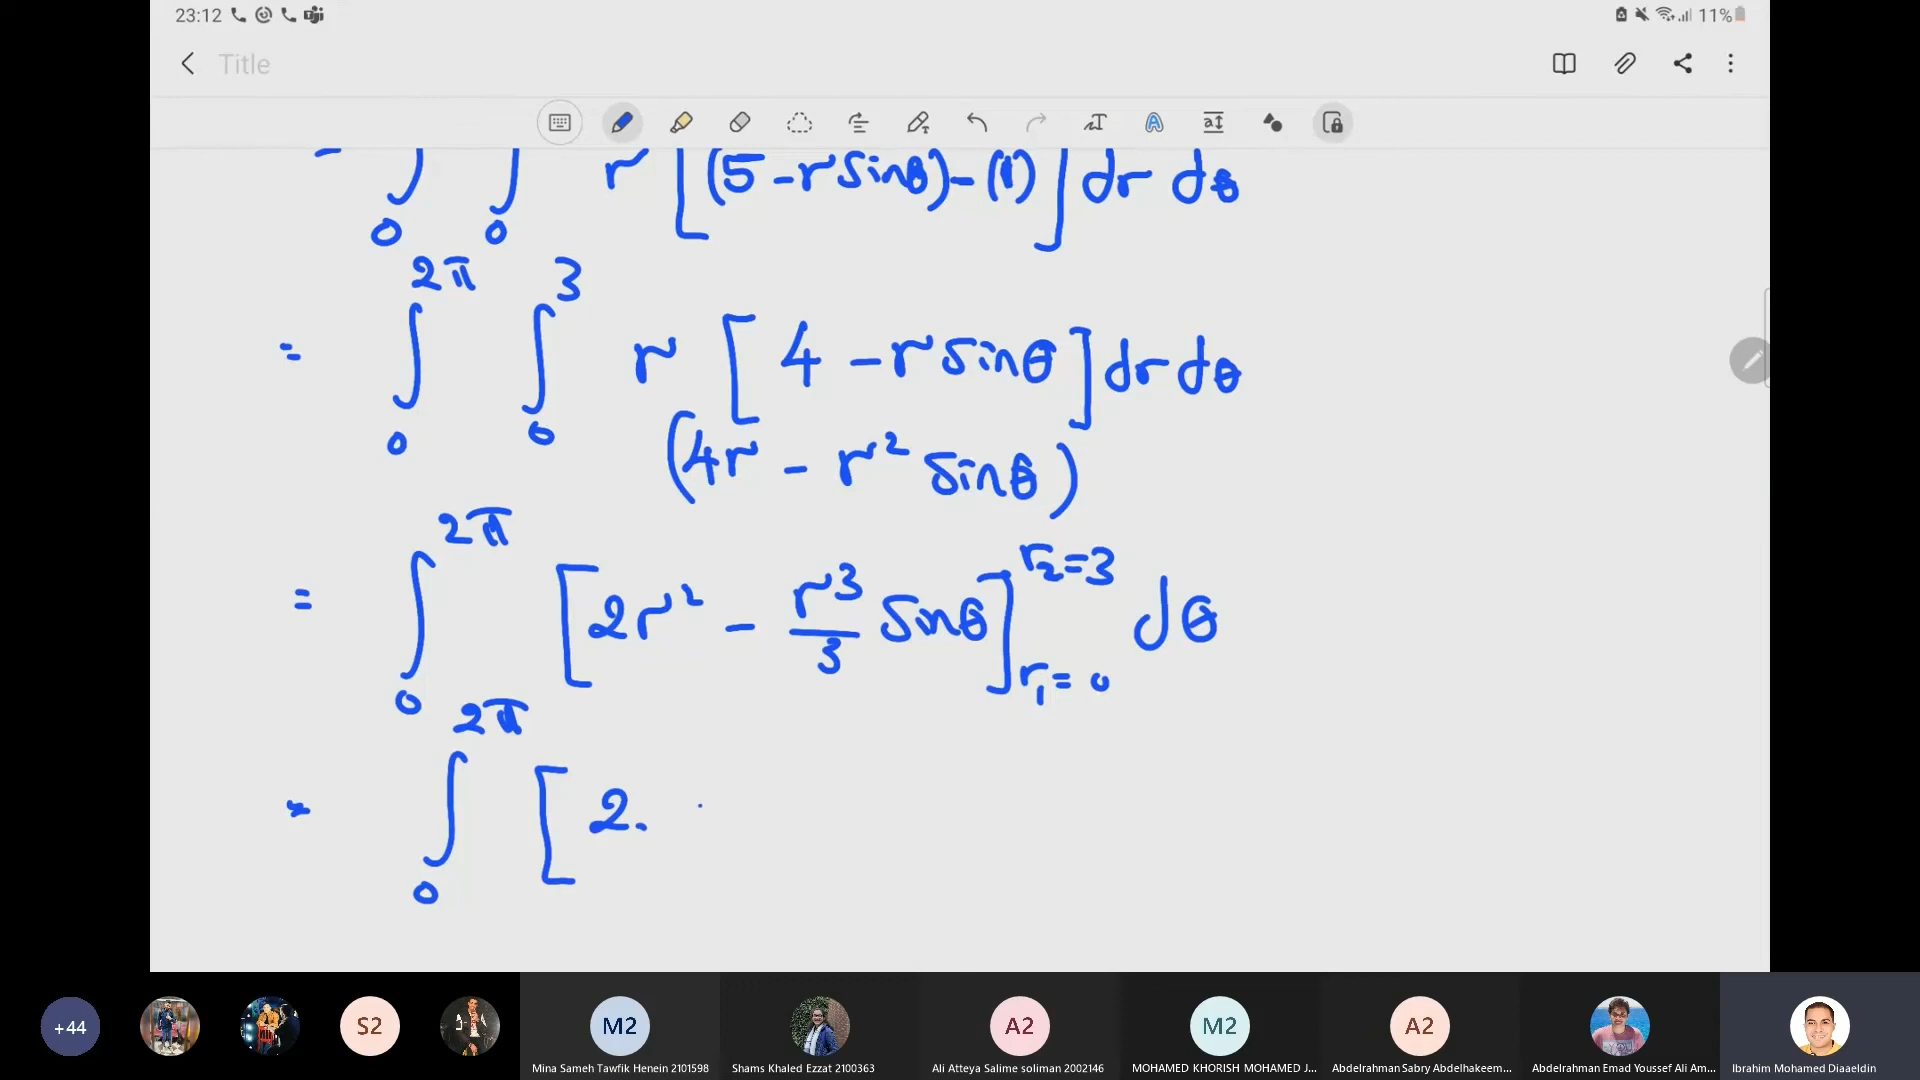 23:12 11%
Title
- ∫₀ ∫₀ r [(5-r sinθ)-(1)] dr dθ
= ∫₀^2π ∫₀^3 r [4 - r sinθ] dr dθ
(4r - r² sinθ)
= ∫₀^2π [2r² - r³/3 sinθ]_{r₁=0}^{r₂=3} dθ
= ∫₀^2π [2.
+44 S2 M2 A2 M2 A2
Mina Sameh Tawfik Henein 2101598 Shams Khaled Ezzat 2100363 Ali Atteya Salime soliman 2002146 MOHAMED KHORISH MOHAMED J... Abdelrahman Sabry Abdelhakeem... Abdelrahman Emad Youssef Ali Am... Ibrahim Mohamed Diaaeldin